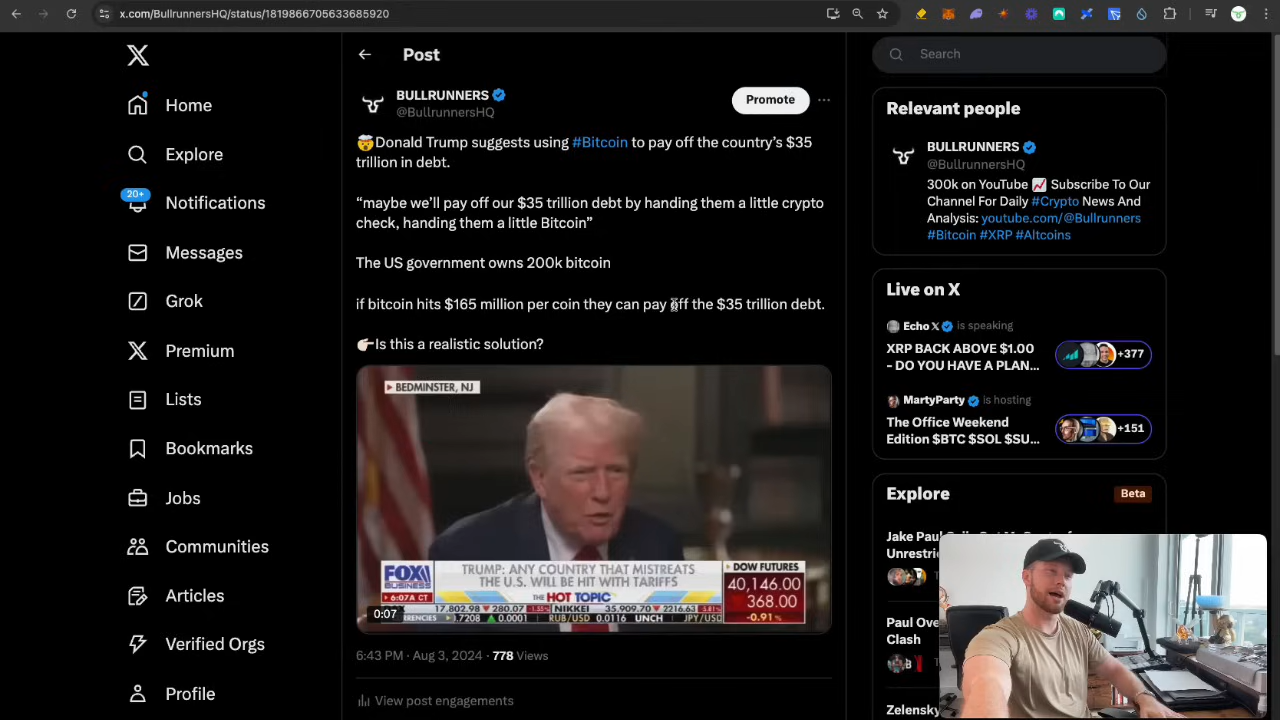 x.com/BullrunnersHQ/status/1819866705633685920
Home
Explore
20+
Notifications
Messages
Grok
Premium
Lists
Bookmarks
Jobs
Communities
Articles
Verified Orgs
Profile
Post
BULLRUNNERS
@BullrunnersHQ
Promote
🤯Donald Trump suggests using #Bitcoin to pay off the country’s $35
trillion in debt.
“maybe we’ll pay off our $35 trillion debt by handing them a little crypto
check, handing them a little Bitcoin”
The US government owns 200k bitcoin
if bitcoin hits $165 million per coin they can pay off the $35 trillion debt.
👉🏻Is this a realistic solution?
BEDMINSTER, NJ
FOX
BUSINESS
6:07A CT
TRUMP: ANY COUNTRY THAT MISTREATS
THE U.S. WILL BE HIT WITH TARIFFS
THE HOT TOPIC
DOW FUTURES
40,146.00
368.00
-0.91%
17,802.98 ▼ 280.07 1.55% NIKKEI 35,909.70 ▼ 2216.63 5.81%
▲ 0.0001 RUB/USD 0.0116 UNCH JPY/USD
0:07
6:43 PM · Aug 3, 2024 · 778 Views
View post engagements
Search
Relevant people
BULLRUNNERS
@BullrunnersHQ
300k on YouTube 📈 Subscribe To Our
Channel For Daily #Crypto News And
Analysis: youtube.com/@Bullrunners
#Bitcoin #XRP #Altcoins
Live on X
Echo X is speaking
XRP BACK ABOVE $1.00
- DO YOU HAVE A PLAN...
+377
MartyParty is hosting
The Office Weekend
Edition $BTC $SOL $SU...
+151
Explore
Beta
Jake Paul
Unrestri
Paul Ove
Clash
Zelensky